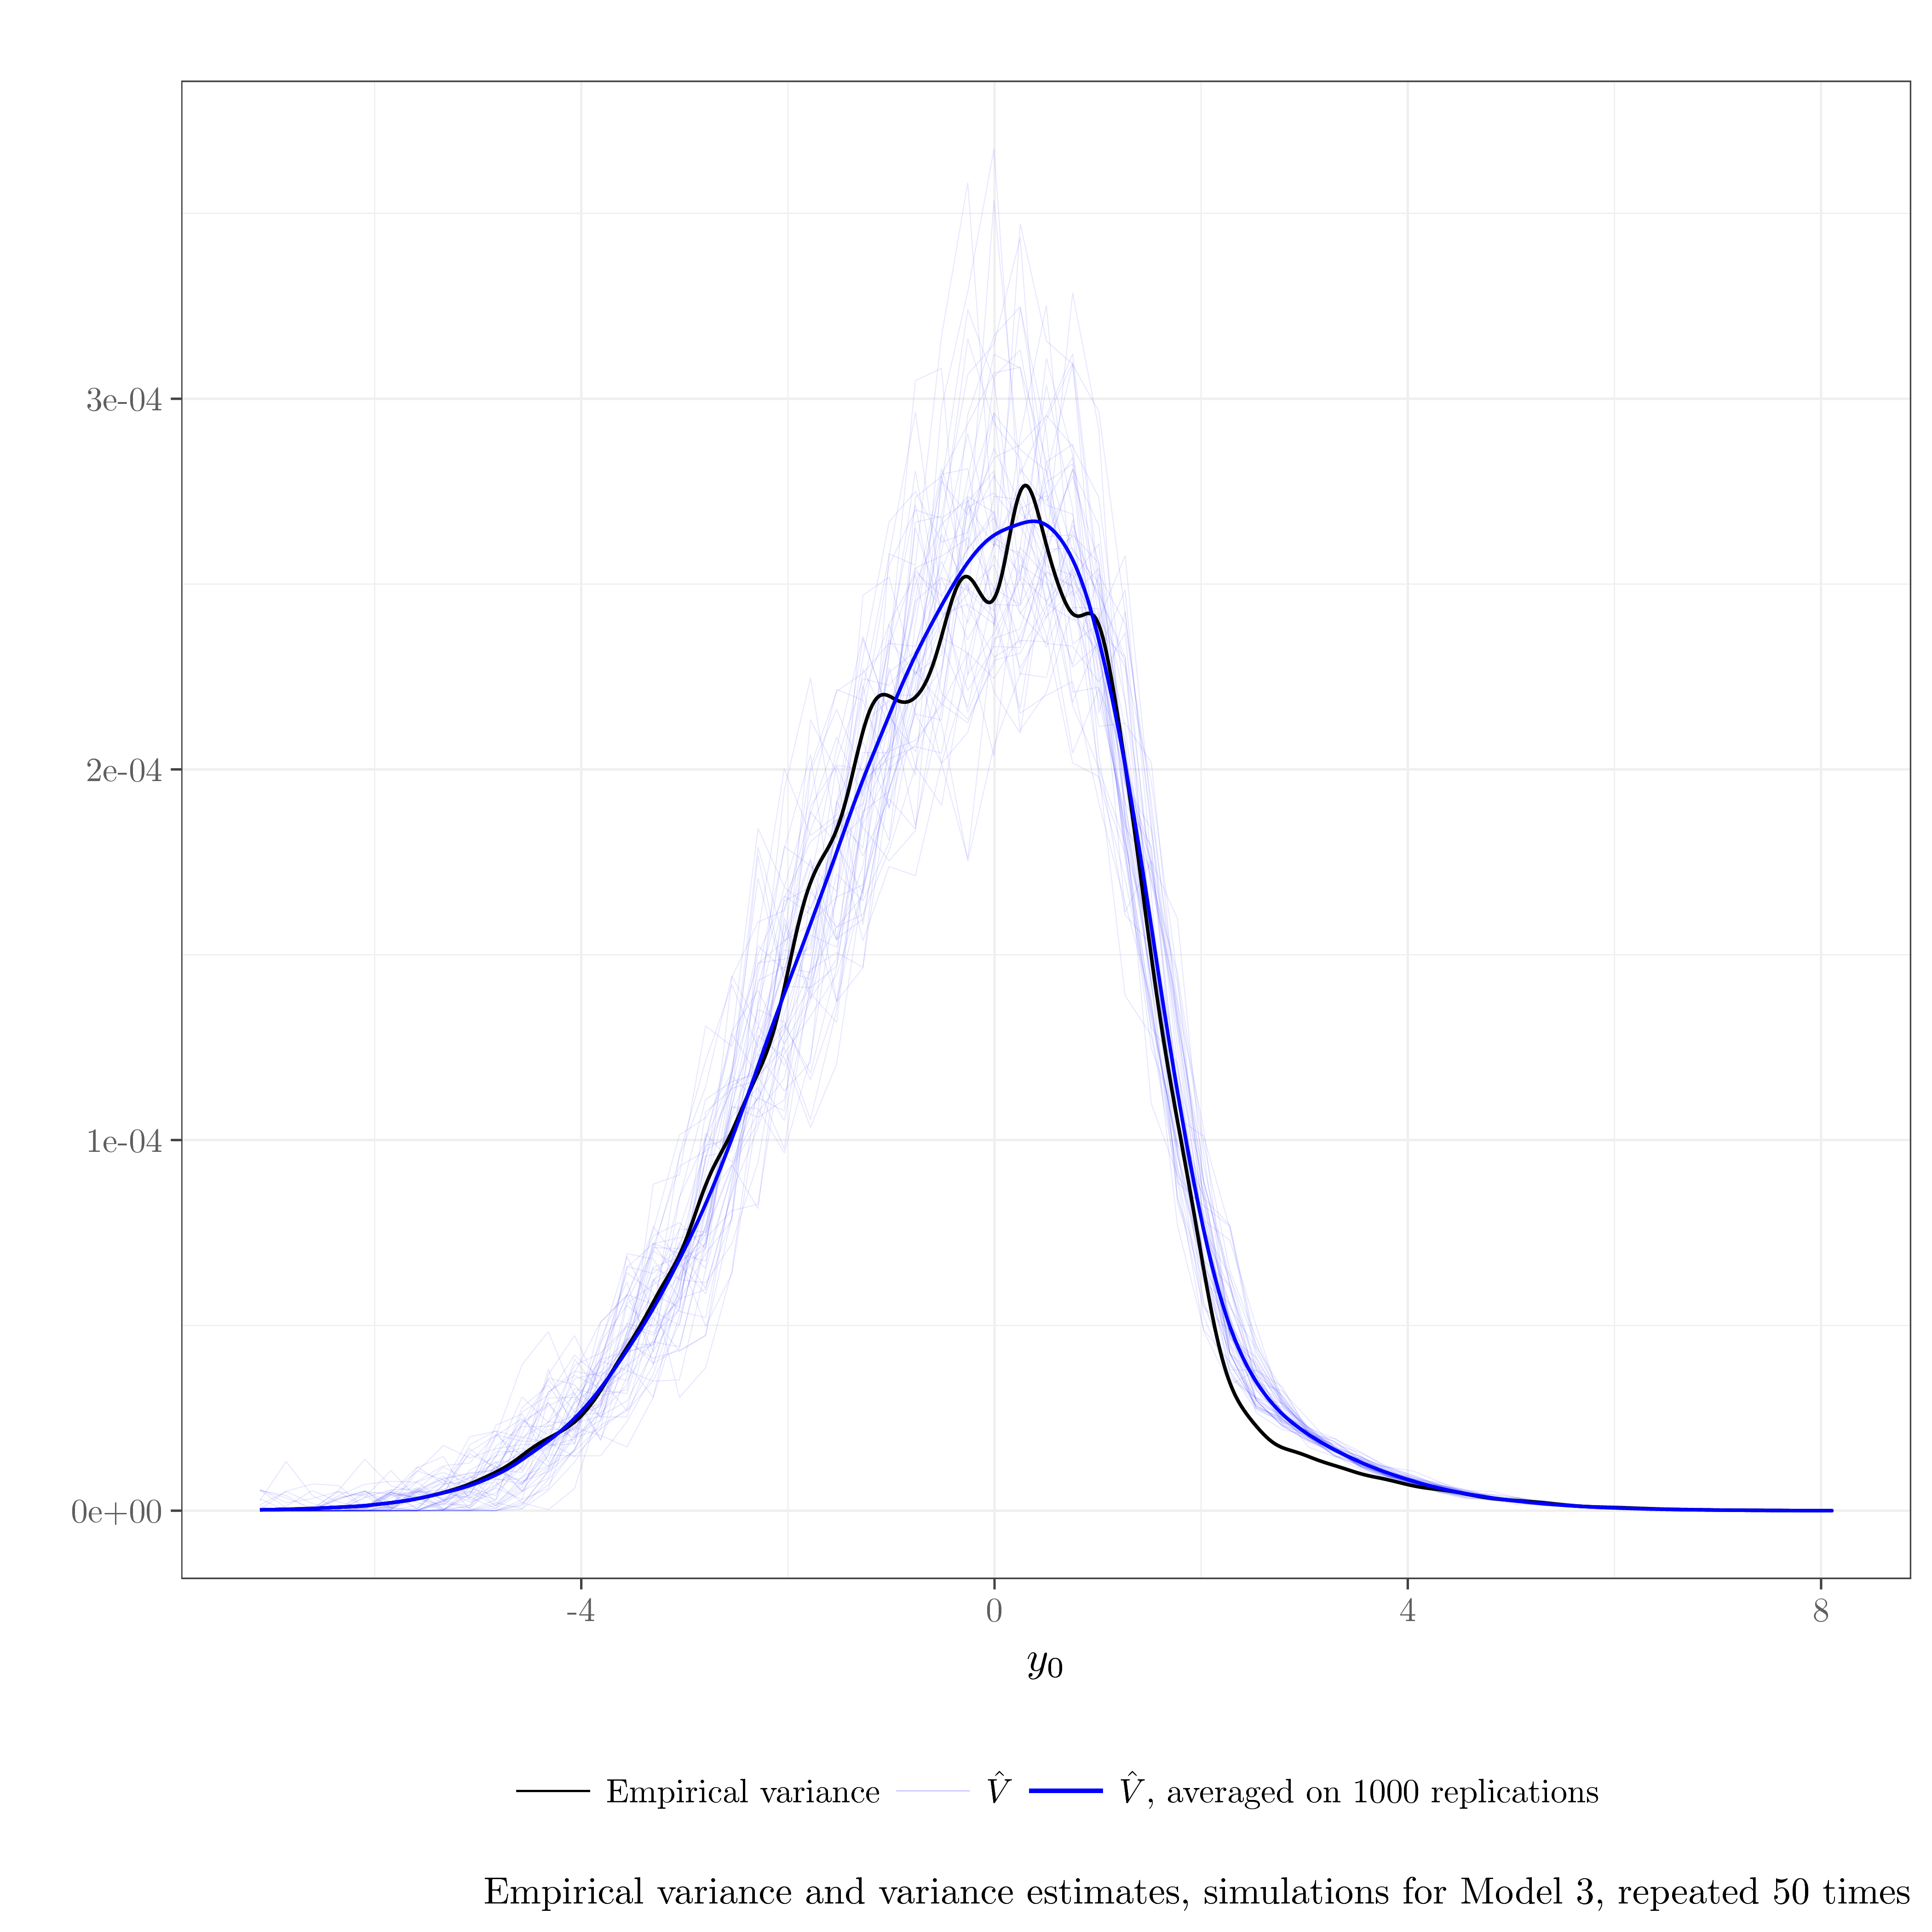 3e-04
2e-04
1e-04
0e+00
-4 0 4 8
y0
Empirical variance V̂ V̂, averaged on 1000 replications
Empirical variance and variance estimates, simulations for Model 3, repeated 50 times